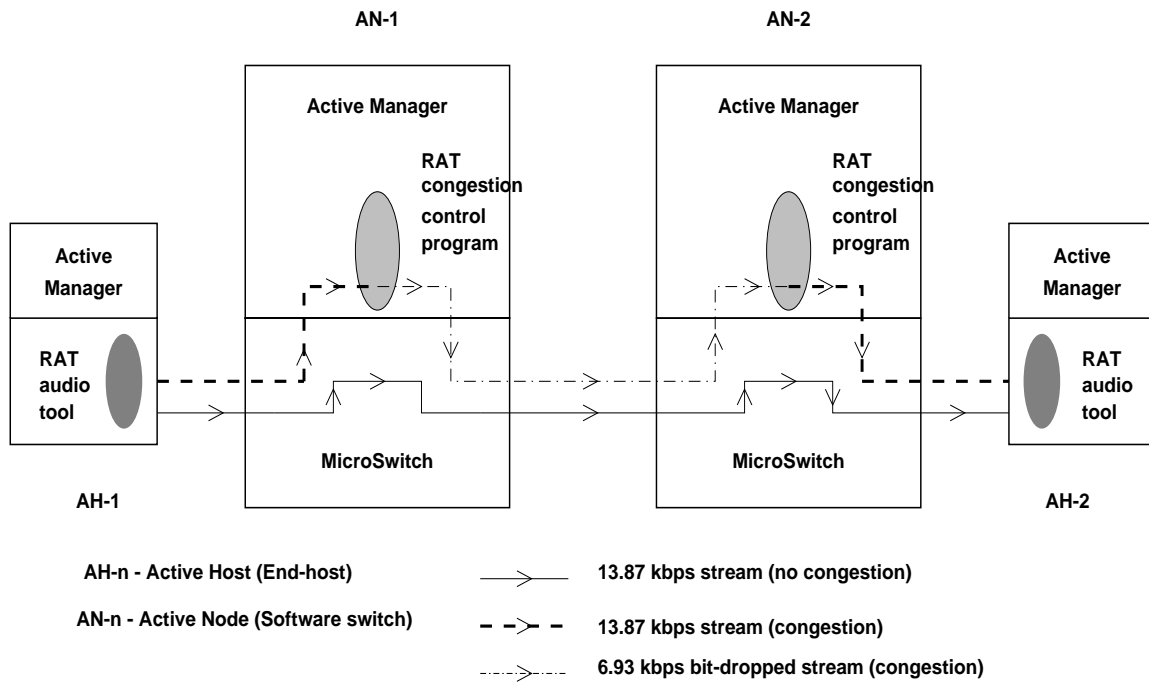 AN-1
AN-2
Active Manager
Active Manager
RAT
congestion
control
program
RAT
congestion
control
program
Active
Manager
Active
Manager
RAT
audio
tool
RAT
audio
tool
MicroSwitch
MicroSwitch
AH-1
AH-2
AH-n - Active Host (End-host)
13.87 kbps stream (no congestion)
AN-n - Active Node (Software switch)
13.87 kbps stream (congestion)
6.93 kbps bit-dropped stream (congestion)